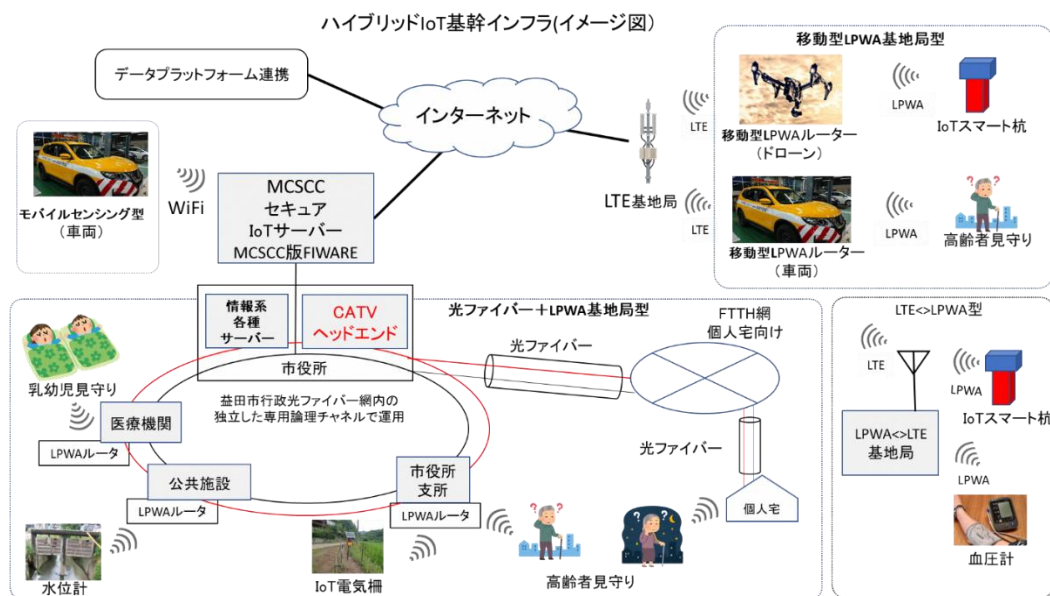 ハイブリッドIoT基幹インフラ(イメージ図)
データプラットフォーム連携
インターネット
モバイルセンシング型
(車両)
WiFi
MCSCC
セキュア
IoTサーバー
MCSCC版FIWARE
LTE基地局
移動型LPWA基地局型
LTE
移動型LPWAルーター
(ドローン)
LPWA
IoTスマート杭
LTE
移動型LPWAルーター
(車両)
LPWA
高齢者見守り
光ファイバー+LPWA基地局型
情報系
各種
サーバー
CATV
ヘッドエンド
市役所
光ファイバー
FTTH網
個人宅向け
光ファイバー
個人宅
益田市行政光ファイバー網内の
独立した専用論理チャネルで運用
乳幼児見守り
医療機関
LPWAルータ
公共施設
LPWAルータ
市役所
支所
LPWAルータ
水位計
IoT電気柵
高齢者見守り
LTE<>LPWA型
LTE
LPWA
IoTスマート杭
LPWA<>LTE
基地局
LPWA
血圧計